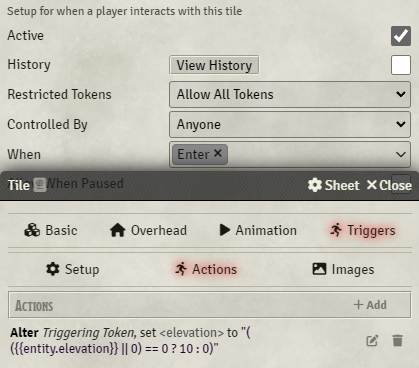 Setup for when a player interacts with this tile
Active
History View History
Restricted Tokens Allow All Tokens
Controlled By Anyone
When Enter ×
When Paused
Tile Sheet ×Close
Basic Overhead Animation Triggers
Setup Actions Images
ACTIONS + Add
Alter Triggering Token, set <elevation> to "(
({{entity.elevation}} || 0) == 0 ? 10 : 0)"